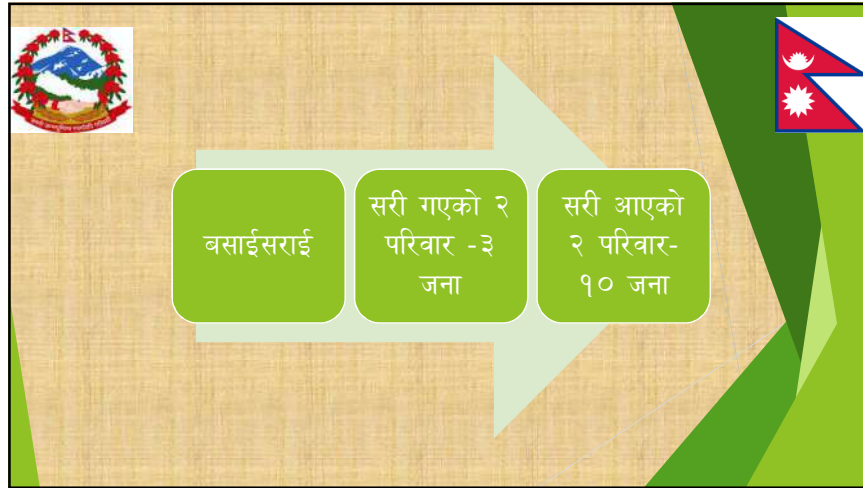 बसाईसराई
सरी गएको २
परिवार -३
जना
सरी आएको
२ परिवार-
१० जना